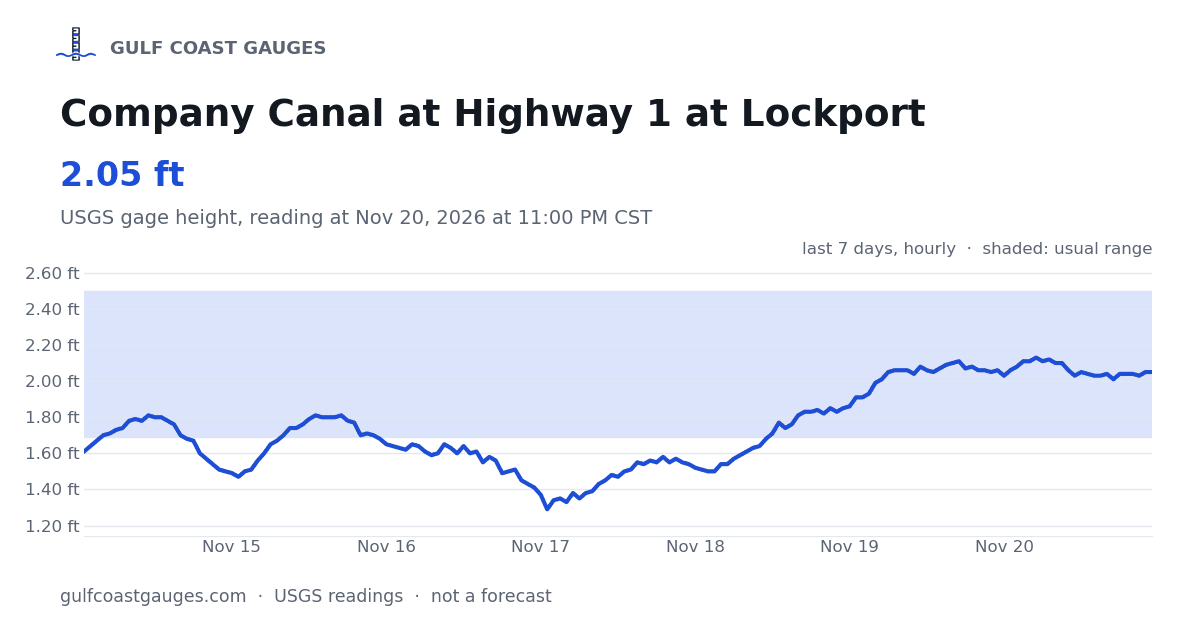 GULF COAST GAUGES
Company Canal at Highway 1 at Lockport
2.05 ft
USGS gage height, reading at Nov 20, 2026 at 11:00 PM CST
last 7 days, hourly · shaded: usual range
2.60 ft
2.40 ft
2.20 ft
2.00 ft
1.80 ft
1.60 ft
1.40 ft
1.20 ft
Nov 15 Nov 16 Nov 17 Nov 18 Nov 19 Nov 20
gulfcoastgauges.com · USGS readings · not a forecast